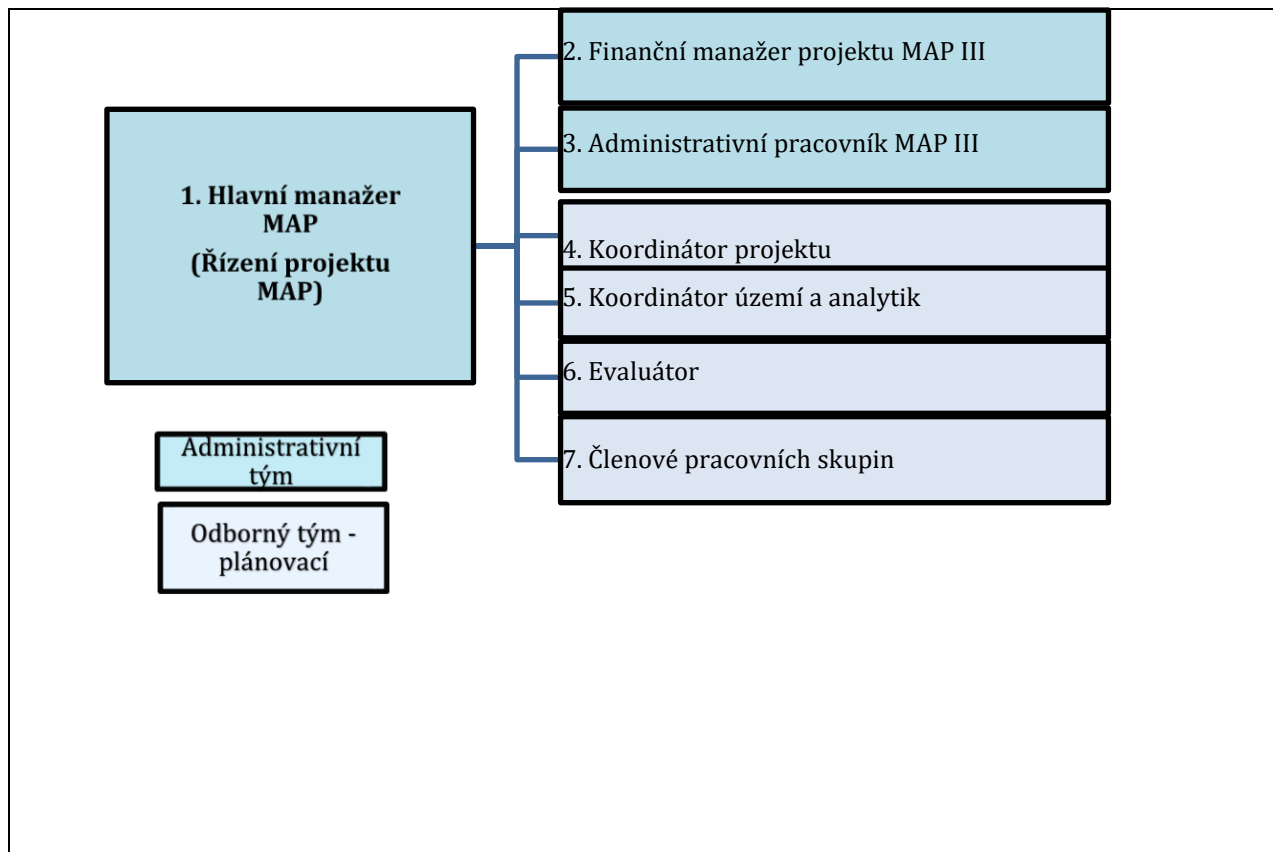 1. Hlavní manažer
MAP
(Řízení projektu
MAP)
2. Finanční manažer projektu MAP III
3. Administrativní pracovník MAP III
4. Koordinátor projektu
5. Koordinátor území a analytik
6. Evaluátor
7. Členové pracovních skupin
Administrativní
tým
Odborný tým -
plánovací